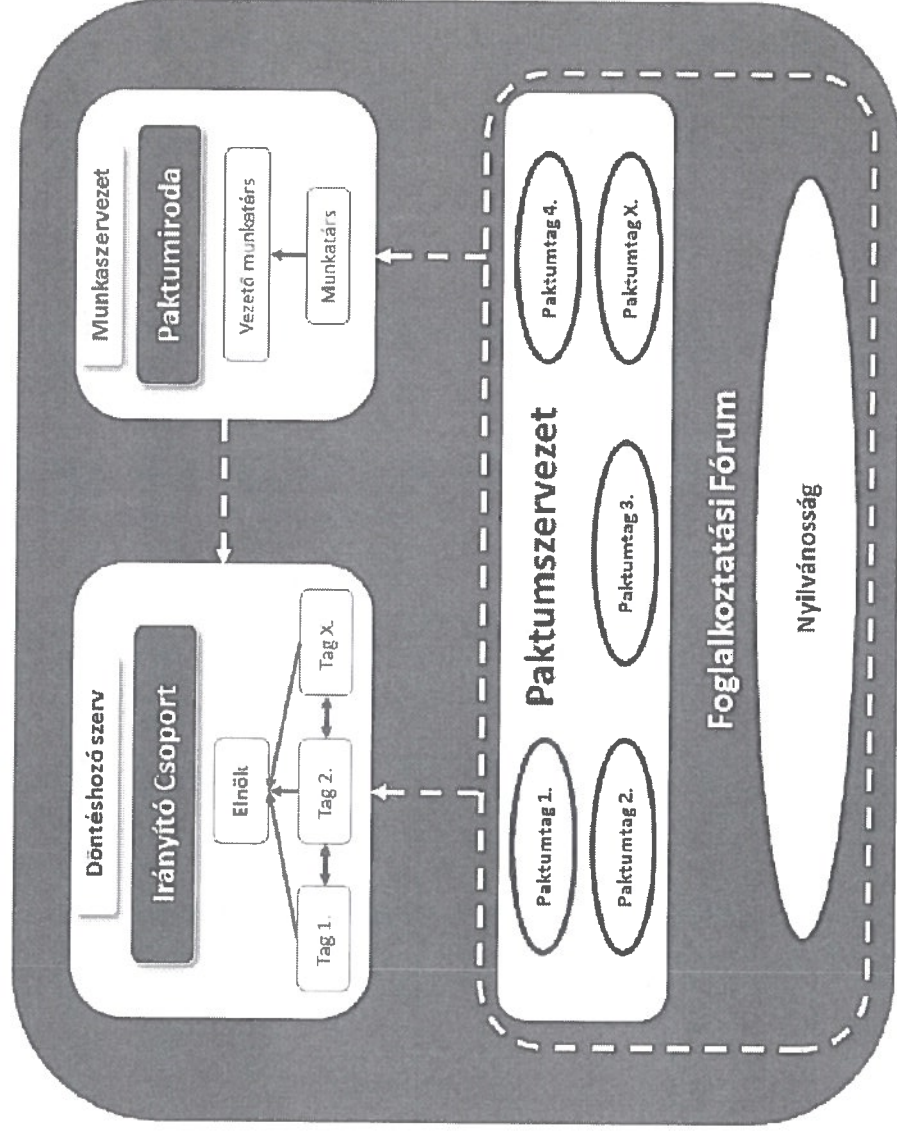 Döntéshozó szerv
Irányító Csoport
Elnök
Tag 1.
Tag 2.
Tag X.
Munkaszervezet
Paktumiroda
Vezető munkatárs
Munkatárs
Paktumszervezet
Paktumtag 1.
Paktumtag 2.
Paktumtag 3.
Paktumtag 4.
Paktumtag X.
Foglalkoztatási Fórum
Nyilvánosság